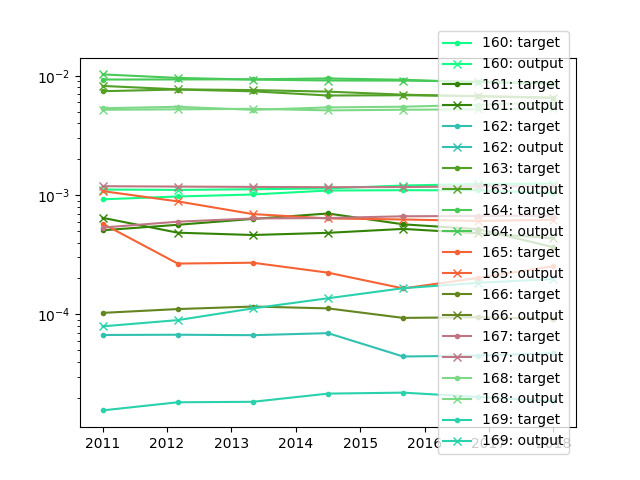 10⁻²
10⁻³
10⁻⁴
2011 2012 2013 2014 2015 2016 2017 2018
160: target
160: output
161: target
161: output
162: target
162: output
163: target
163: output
164: target
164: output
165: target
165: output
166: target
166: output
167: target
167: output
168: target
168: output
169: target
169: output